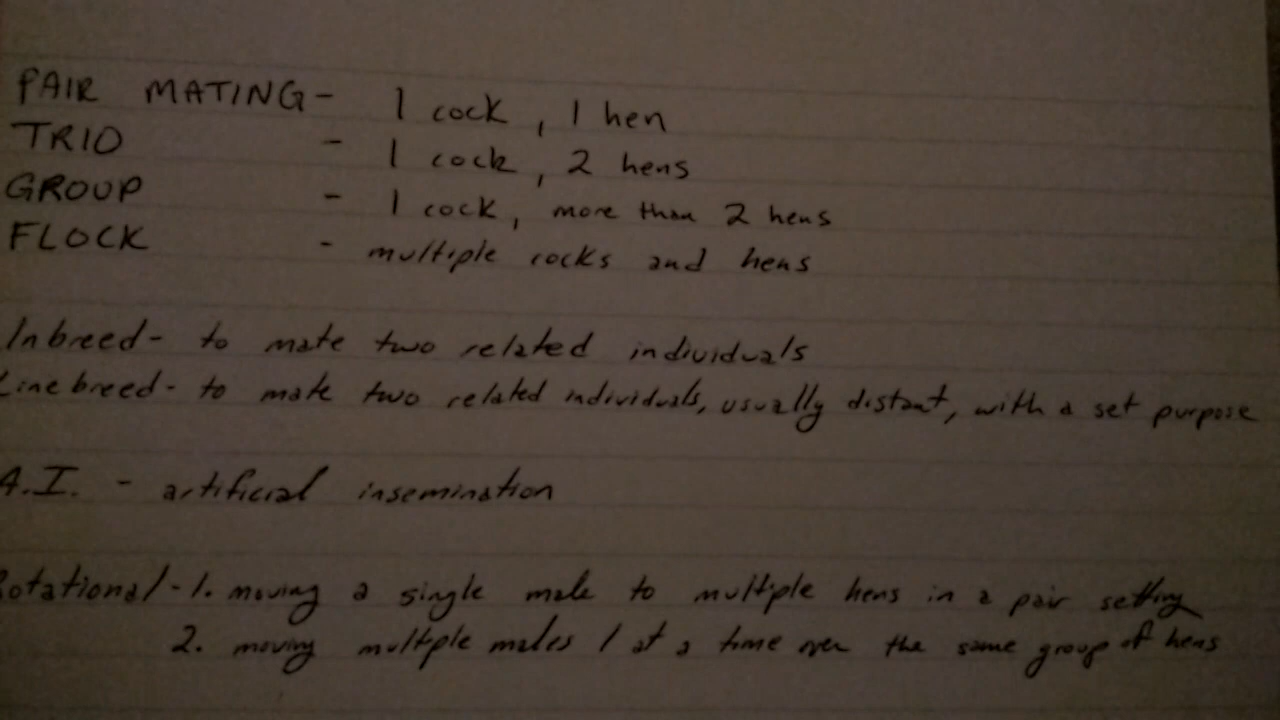 PAIR MATING - 1 cock, 1 hen
TRIO - 1 cock, 2 hens
GROUP - 1 cock, more than 2 hens
FLOCK - multiple cocks and hens
Inbreed - to mate two related individuals
Linebreed - to mate two related individuals, usually distant, with a set purpose
A.I. - artificial insemination
Rotational - 1. moving a single male to multiple hens in a pair setting
2. moving multiple males 1 at a time over the same group of hens